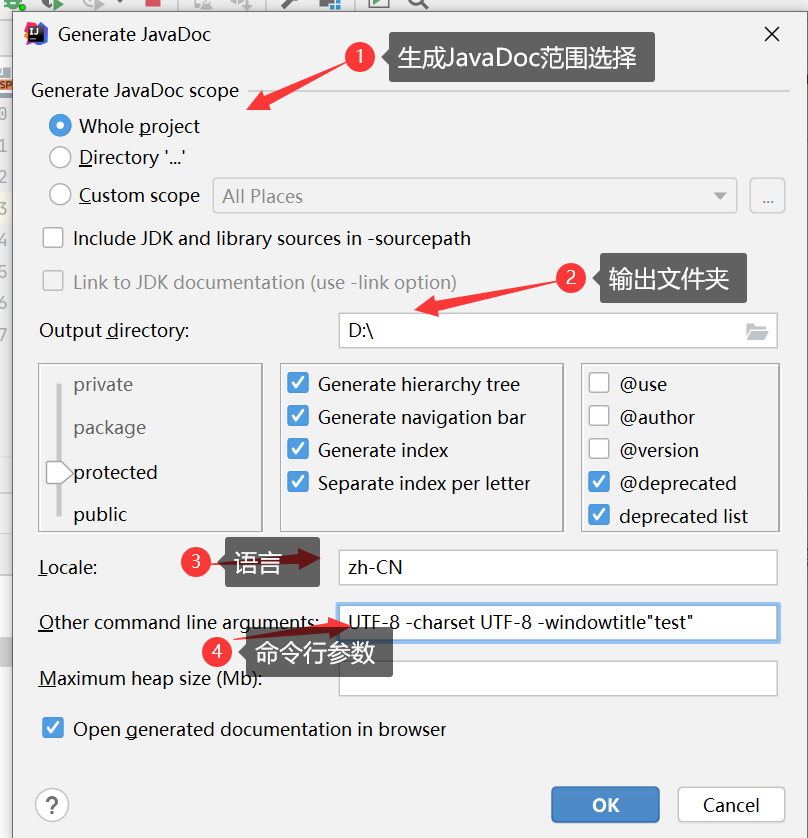 Generate JavaDoc
1 生成JavaDoc范围选择
Generate JavaDoc scope
Whole project
Directory '...'
Custom scope All Places ...
Include JDK and library sources in -sourcepath
Link to JDK documentation (use -link option)
2 输出文件夹
Output directory: D:\
private
package
protected
public
Generate hierarchy tree
Generate navigation bar
Generate index
Separate index per letter
@use
@author
@version
@deprecated
deprecated list
3 语言
Locale: zh-CN
Other command line arguments: UTF-8 -charset UTF-8 -windowtitle"test"
4 命令行参数
Maximum heap size (Mb):
Open generated documentation in browser
? OK Cancel